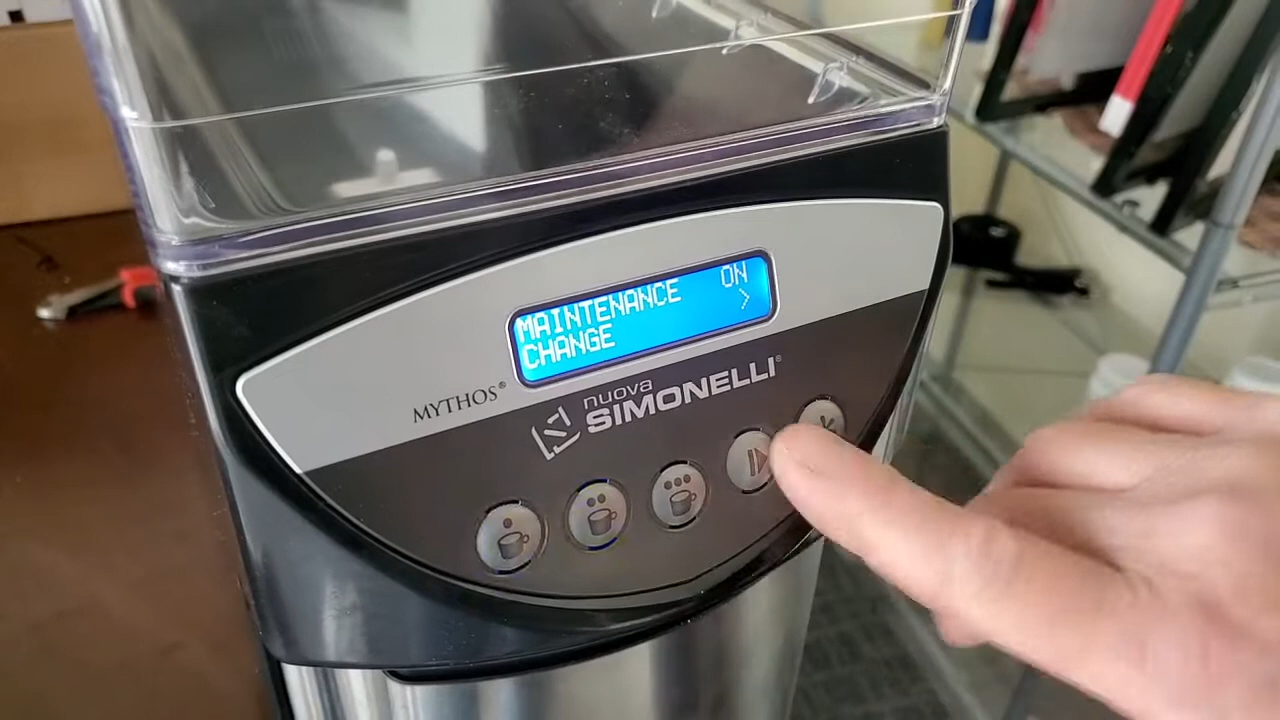 MAINTENANCE ON
CHANGE >
MYTHOS®
nuova
SIMONELLI®